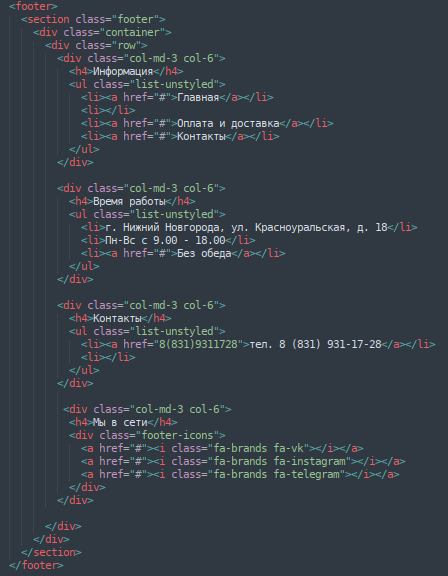 <footer>
<section class="footer">
<div class="container">
<div class="row">
<div class="col-md-3 col-6">
<h4>Информация</h4>
<ul class="list-unstyled">
<li><a href="#">Главная</a></li>
<li></li>
<li><a href="#">Оплата и доставка</a></li>
<li><a href="#">Контакты</a></li>
</ul>
</div>
<div class="col-md-3 col-6">
<h4>Время работы</h4>
<ul class="list-unstyled">
<li>г. Нижний Новгорода, ул. Красноуральская, д. 18</li>
<li>Пн-Вс с 9.00 - 18.00</li>
<li><a href="#">Без обеда</a></li>
</ul>
</div>
<div class="col-md-3 col-6">
<h4>Контакты</h4>
<ul class="list-unstyled">
<li><a href="8(831)9311728">тел. 8 (831) 931-17-28</a></li>
<li></li>
</ul>
</div>
<div class="col-md-3 col-6">
<h4>Мы в сети</h4>
<div class="footer-icons">
<a href="#"><i class="fa-brands fa-vk"></i></a>
<a href="#"><i class="fa-brands fa-instagram"></i></a>
<a href="#"><i class="fa-brands fa-telegram"></i></a>
</div>
</div>
</div>
</div>
</section>
</footer>